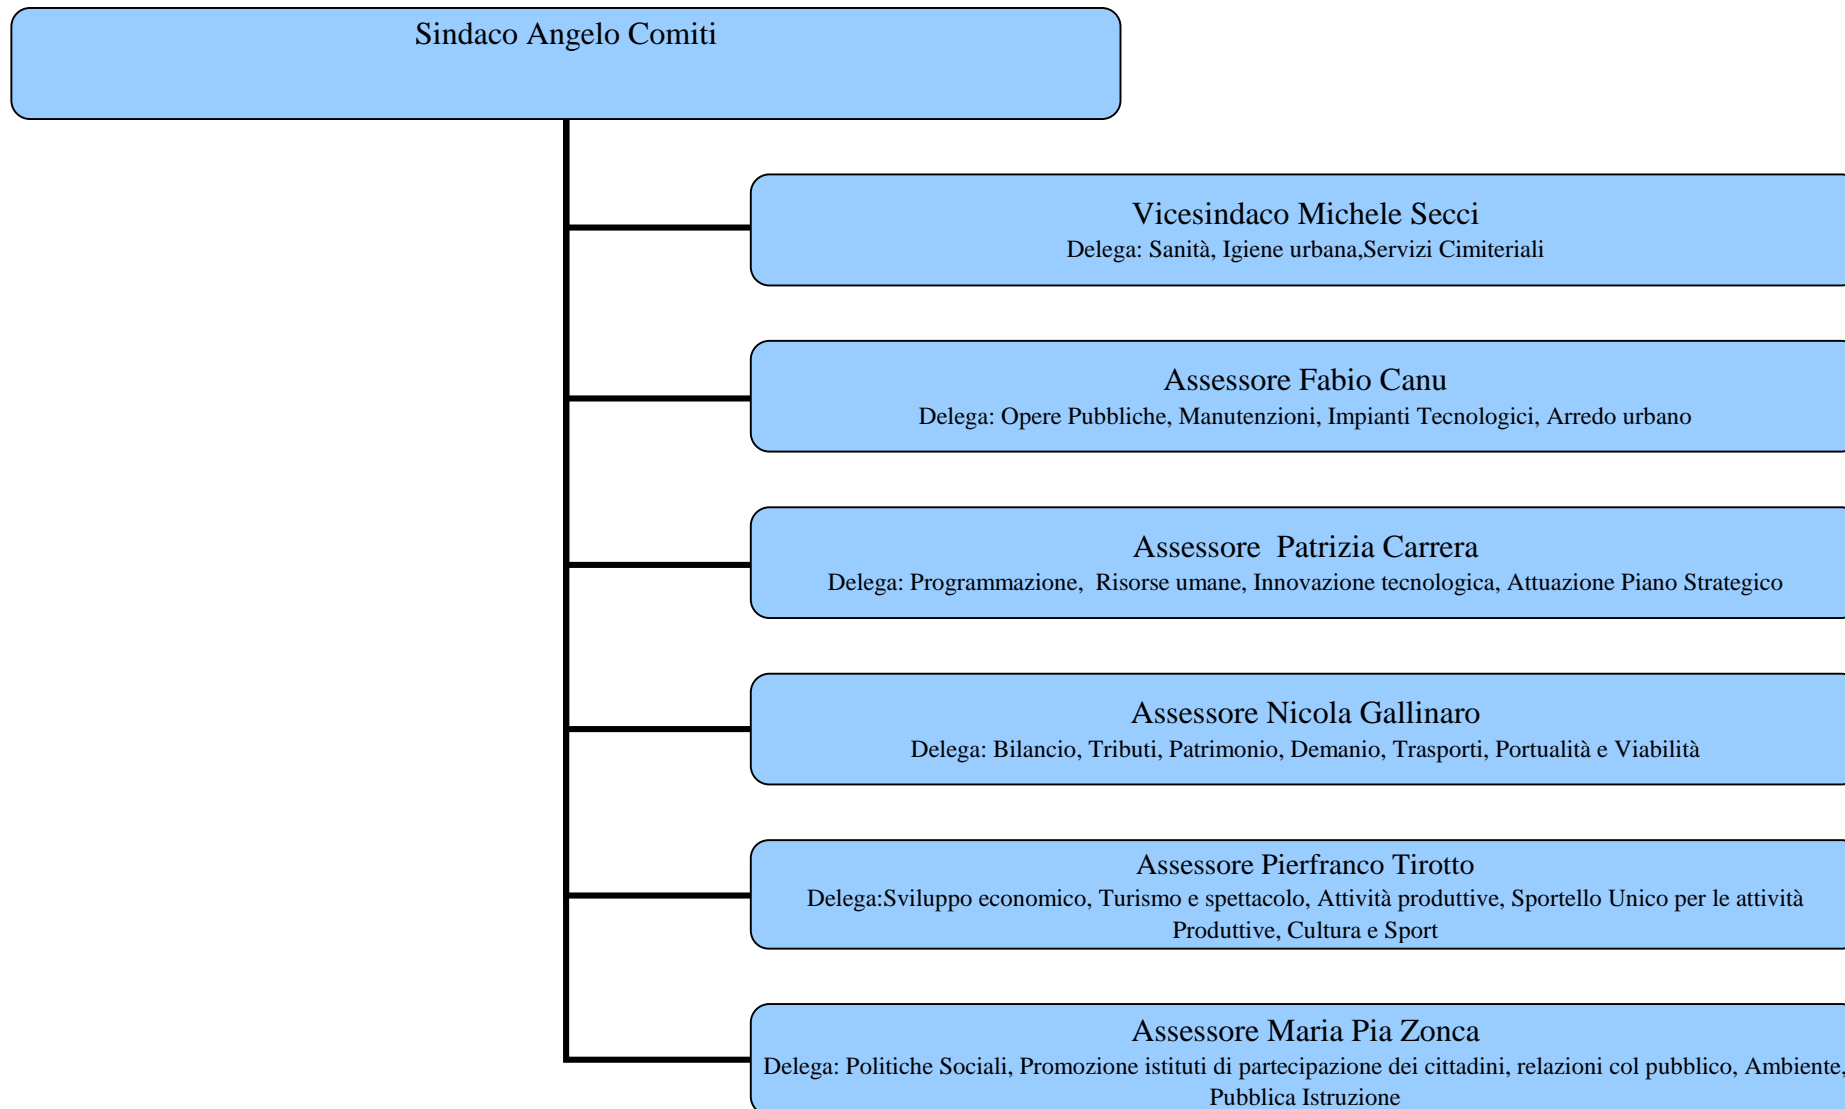 Sindaco Angelo Comiti
Vicesindaco Michele Secci
Delega: Sanità, Igiene urbana,Servizi Cimiteriali
Assessore Fabio Canu
Delega: Opere Pubbliche, Manutenzioni, Impianti Tecnologici, Arredo urbano
Assessore  Patrizia Carrera
Delega: Programmazione,  Risorse umane, Innovazione tecnologica, Attuazione Piano Strategico
Assessore Nicola Gallinaro
Delega: Bilancio, Tributi, Patrimonio, Demanio, Trasporti, Portualità e Viabilità
Assessore Pierfranco Tirotto
Delega:Sviluppo economico, Turismo e spettacolo, Attività produttive, Sportello Unico per le attività
Produttive, Cultura e Sport
Assessore Maria Pia Zonca
Delega: Politiche Sociali, Promozione istituti di partecipazione dei cittadini, relazioni col pubblico, Ambiente,
Pubblica Istruzione